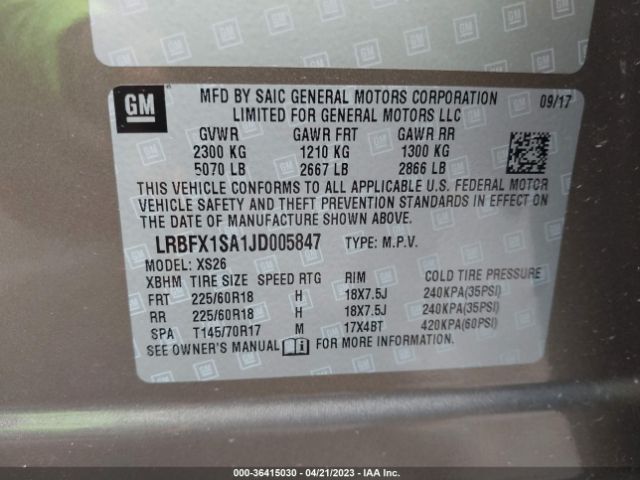 GM
MFD BY SAIC GENERAL MOTORS CORPORATION 09/17
LIMITED FOR GENERAL MOTORS LLC
GVWR GAWR FRT GAWR RR
2300 KG 1210 KG 1300 KG
5070 LB 2667 LB 2866 LB
THIS VEHICLE CONFORMS TO ALL APPLICABLE U.S. FEDERAL MOTOR
VEHICLE SAFETY AND THEFT PREVENTION STANDARDS IN EFFECT ON
THE DATE OF MANUFACTURE SHOWN ABOVE.
LRBFX1SA1JD005847 TYPE: M.P.V.
MODEL: XS26
XBHM TIRE SIZE SPEED RTG RIM COLD TIRE PRESSURE
FRT 225/60R18 H 18X7.5J 240KPA(35PSI)
RR 225/60R18 H 18X7.5J 240KPA(35PSI)
SPA T145/70R17 M 17X4BT 420KPA(60PSI)
SEE OWNER'S MANUAL FOR MORE INFORMATION.
000-36415030 - 04/21/2023 - IAA Inc.